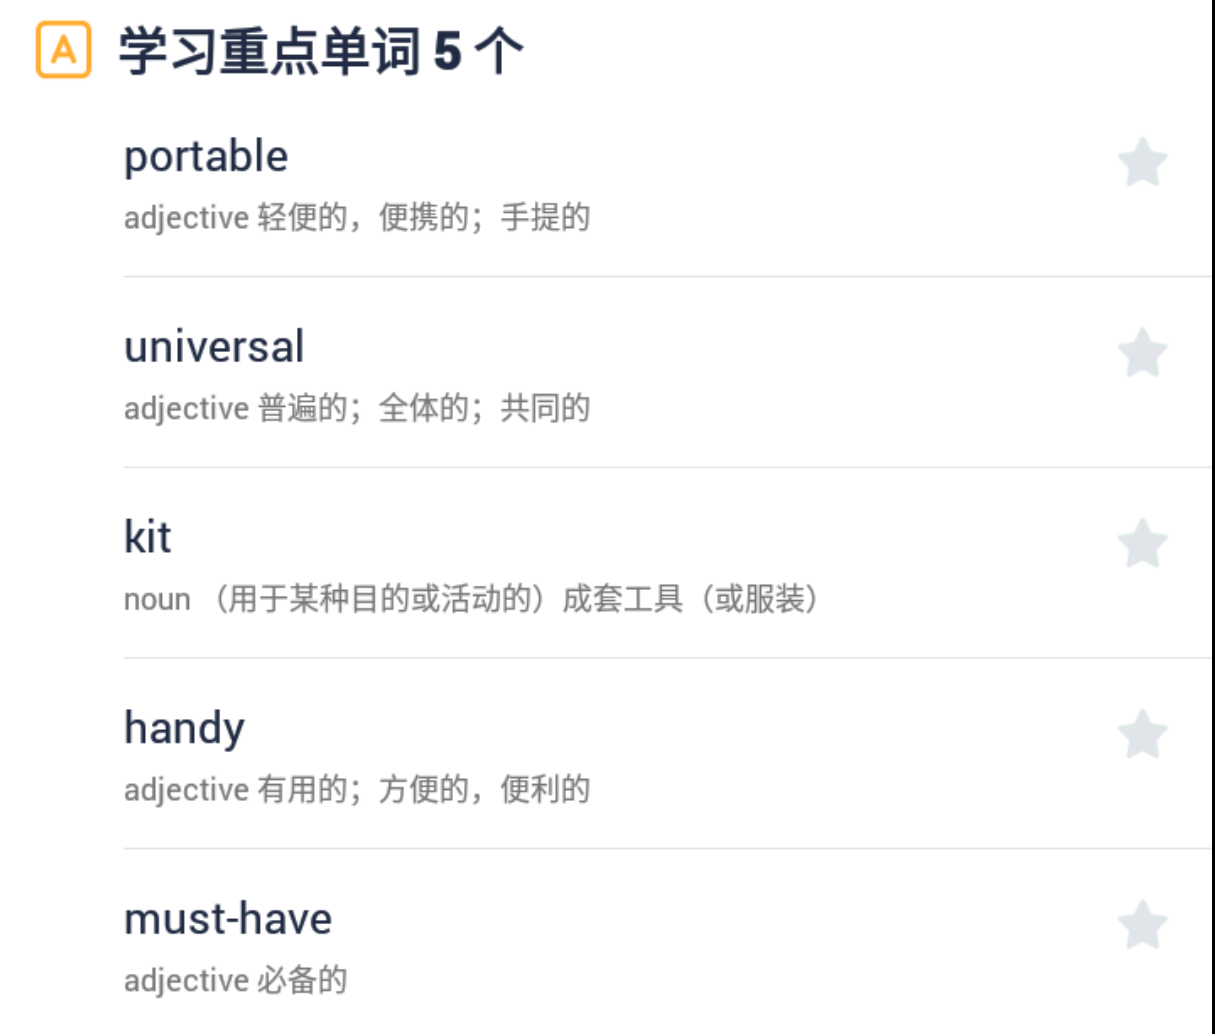 A 学习重点单词 5 个
portable
adjective 轻便的，便携的；手提的
universal
adjective 普遍的；全体的；共同的
kit
noun （用于某种目的或活动的）成套工具（或服装）
handy
adjective 有用的；方便的，便利的
must-have
adjective 必备的